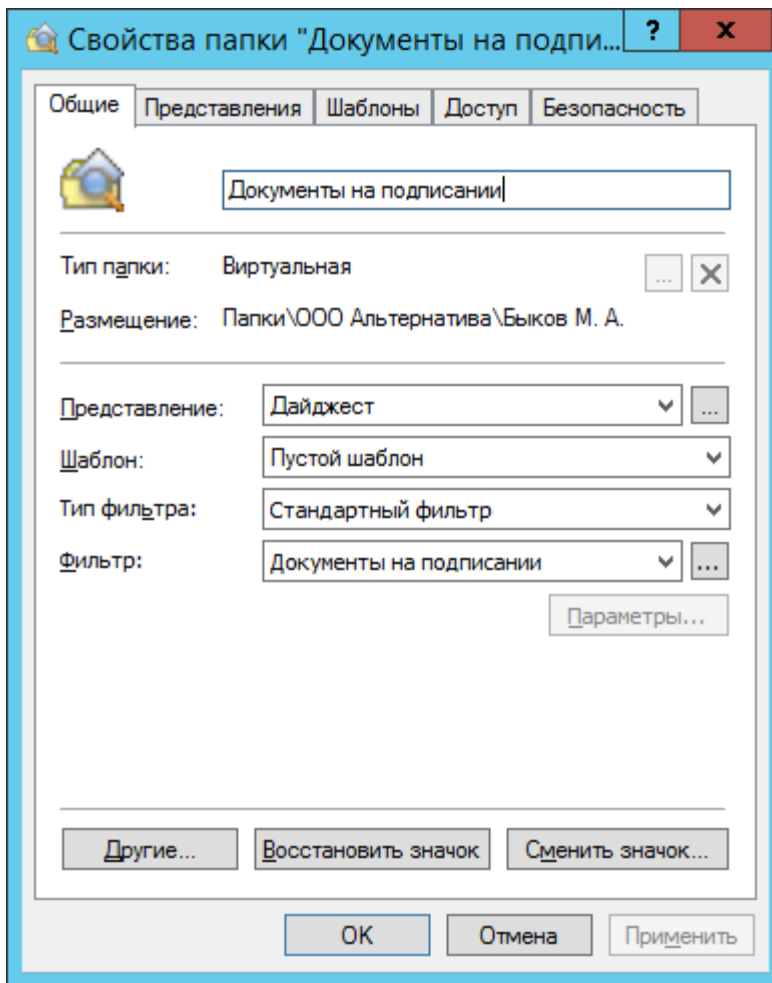 Свойства папки "Документы на подпи...
?
x
Общие Представления Шаблоны Доступ Безопасность
Документы на подписании
Тип папки: Виртуальная ...
Размещение: Папки\ООО Альтернатива\Быков М. А.
Представление: Дайджест ...
Шаблон: Пустой шаблон
Тип фильтра: Стандартный фильтр
Фильтр: Документы на подписании ...
Параметры...
Другие... Восстановить значок Сменить значок...
OK Отмена Применить